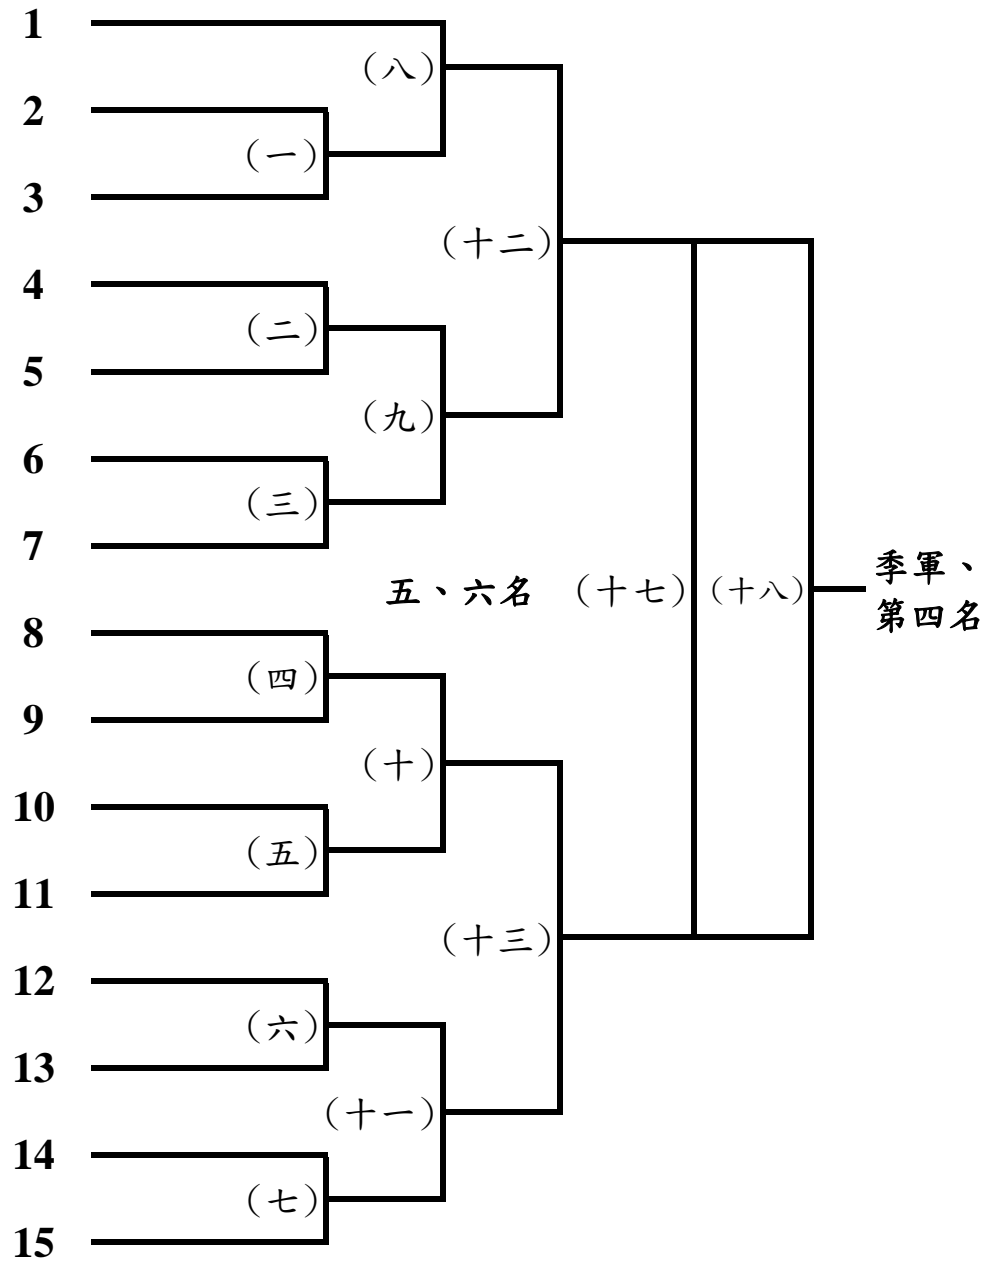 1
（八）
2
（一）
3
（十二）
4
（二）
5
（九）
6
（三）
7
五、六名 （十七） （十八） 季軍、
第四名
8
（四）
9
（十）
10
（五）
11
（十三）
12
（六）
13
（十一）
14
（七）
15